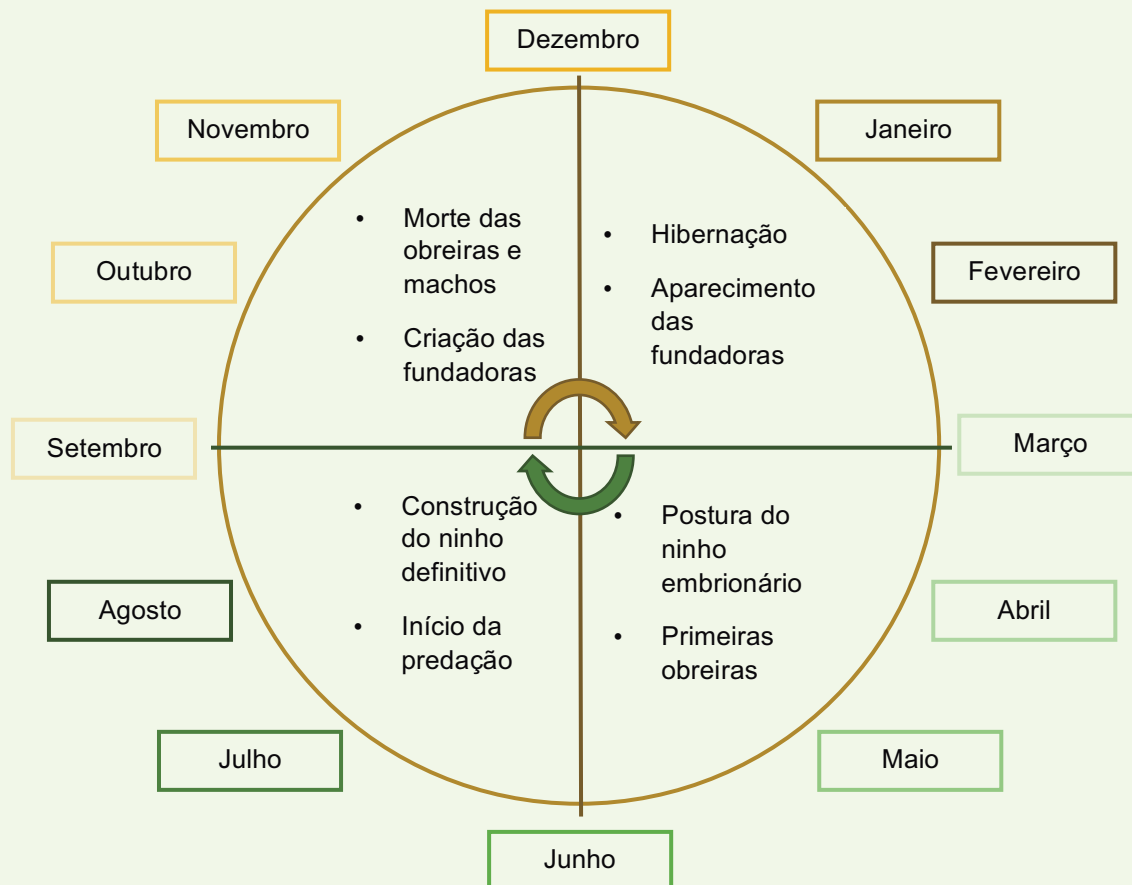 Dezembro
Novembro
Janeiro
• Morte das
obreiras e
machos
• Criação das
fundadoras
• Hibernação
• Aparecimento
das
fundadoras
Outubro
Fevereiro
Setembro
Março
• Construção
do ninho
definitivo
• Início da
predação
• Postura do
ninho
embrionário
• Primeiras
obreiras
Agosto
Abril
Julho
Maio
Junho